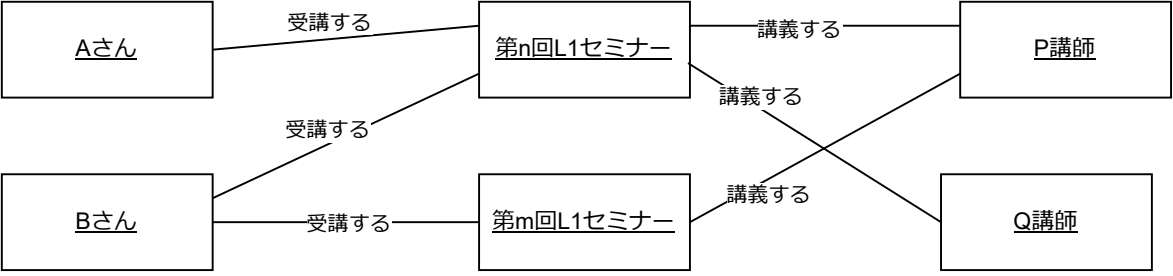 受講する
講義する
Aさん
第n回L1セミナー
P講師
講義する
受講する
講義する
Bさん
受講する
第m回L1セミナー
Q講師